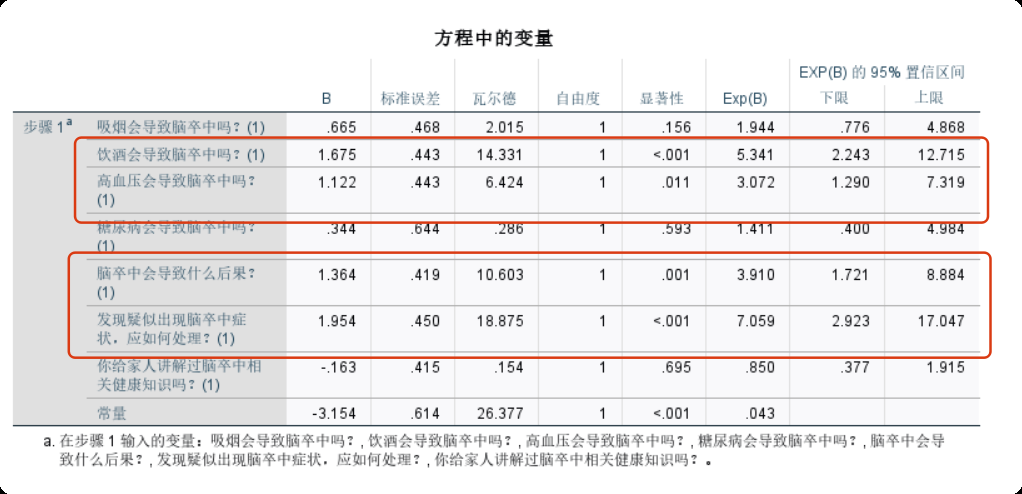 方程中的变量
EXP(B) 的 95% 置信区间
B 标准误差 瓦尔德 自由度 显著性 Exp(B) 下限 上限
步骤 1a 吸烟会导致脑卒中吗？(1) .665 .468 2.015 1 .156 1.944 .776 4.868
饮酒会导致脑卒中吗？(1) 1.675 .443 14.331 1 <.001 5.341 2.243 12.715
高血压会导致脑卒中吗？ 1.122 .443 6.424 1 .011 3.072 1.290 7.319
(1)
糖尿病会导致脑卒中吗？ .344 .644 .286 1 .593 1.411 .400 4.984
(1)
脑卒中会导致什么后果？ 1.364 .419 10.603 1 .001 3.910 1.721 8.884
(1)
发现疑似出现脑卒中症 1.954 .450 18.875 1 <.001 7.059 2.923 17.047
状，应如何处理？(1)
你给家人讲解过脑卒中相 -.163 .415 .154 1 .695 .850 .377 1.915
关健康知识吗？(1)
常量 -3.154 .614 26.377 1 <.001 .043
a. 在步骤 1 输入的变量：吸烟会导致脑卒中吗？, 饮酒会导致脑卒中吗？, 高血压会导致脑卒中吗？, 糖尿病会导致脑卒中吗？, 脑卒中会导
致什么后果？, 发现疑似出现脑卒中症状，应如何处理？, 你给家人讲解过脑卒中相关健康知识吗？。